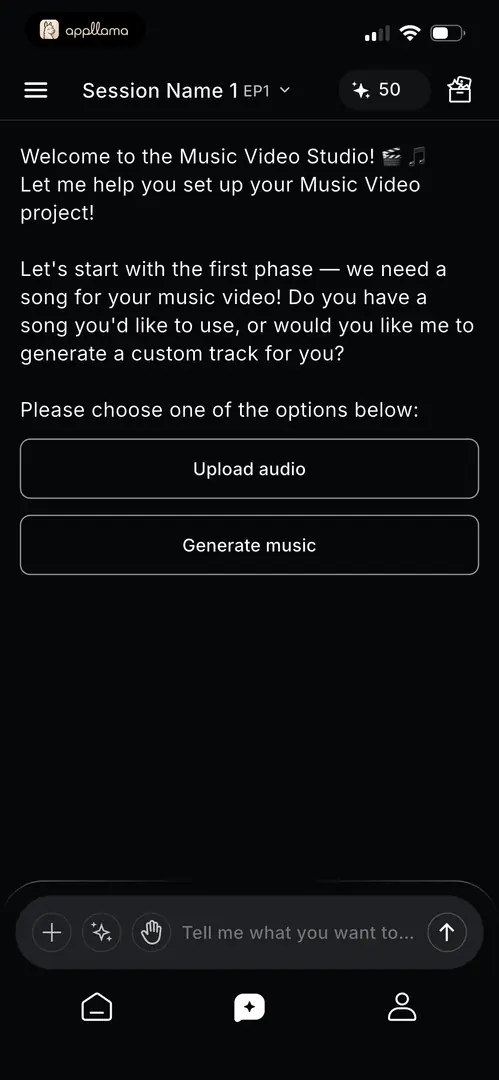 appllama
Session Name 1 EP1
50
Welcome to the Music Video Studio! 🎬 🎵
Let me help you set up your Music Video
project!
Let's start with the first phase — we need a
song for your music video! Do you have a
song you'd like to use, or would you like me to
generate a custom track for you?
Please choose one of the options below:
Upload audio
Generate music
Tell me what you want to...